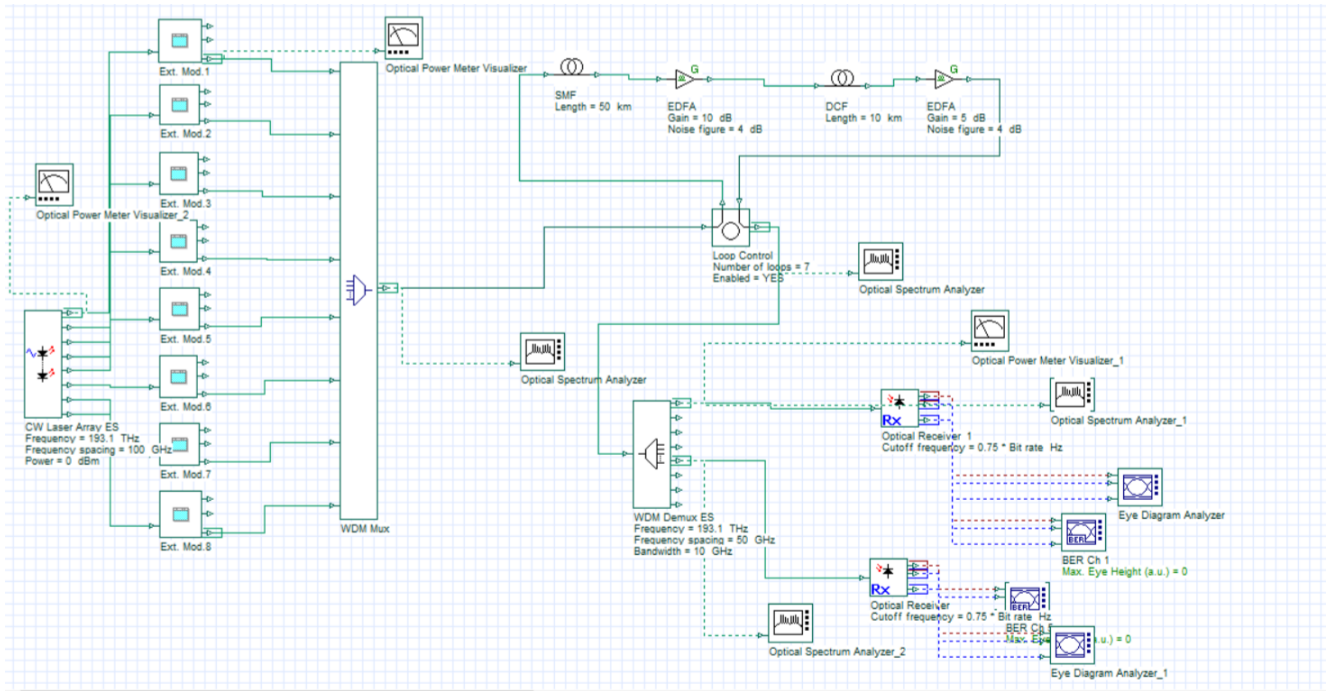 Ext. Mod.1
Optical Power Meter Visualizer
Ext. Mod.2
Ext. Mod.3
Optical Power Meter Visualizer_2
Ext. Mod.4
Ext. Mod.5
Ext. Mod.6
Ext. Mod.7
Ext. Mod.8
CW Laser Array ES
Frequency = 193.1 THz
Frequency spacing = 100 GHz
Power = 0 dBm
WDM Mux
SMF
Length = 50 km
G
EDFA
Gain = 10 dB
Noise figure = 4 dB
DCF
Length = 10 km
G
EDFA
Gain = 5 dB
Noise figure = 4 dB
Loop Control
Number of loops = 7
Enabled = YES
Optical Spectrum Analyzer
Optical Spectrum Analyzer
Optical Power Meter Visualizer_1
Optical Spectrum Analyzer_1
Rx
Optical Receiver 1
Cutoff frequency = 0.75 * Bit rate Hz
Eye Diagram Analyzer
WDM Demux ES
Frequency = 193.1 THz
Frequency spacing = 50 GHz
Bandwidth = 10 GHz
BER
BER Ch 1
Max. Eye Height (a.u.) = 0
Rx
Optical Receiver
Cutoff frequency = 0.75 * Bit rate Hz
BER
BER Ch
a.u.) = 0
Optical Spectrum Analyzer_2
Eye Diagram Analyzer_1